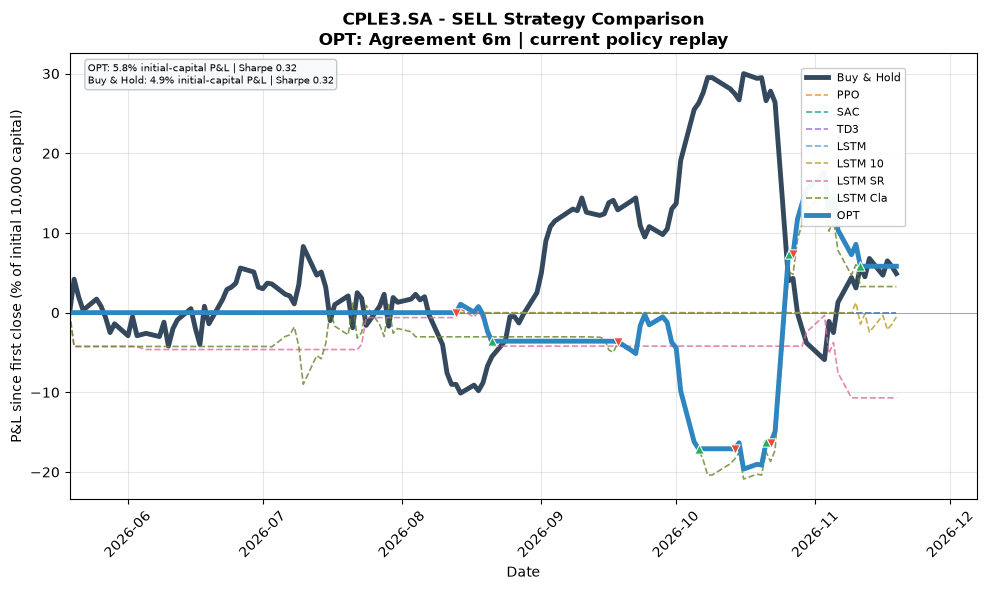 CPLE3.SA - SELL Strategy Comparison
OPT: Agreement 6m | current policy replay
OPT: 5.8% initial-capital P&L | Sharpe 0.32
Buy & Hold: 4.9% initial-capital P&L | Sharpe 0.32
Buy & Hold
PPO
SAC
TD3
LSTM
LSTM 10
LSTM SR
LSTM Cla
OPT
P&L since first close (% of initial 10,000 capital)
30
20
10
0
−10
−20
2026-06
2026-07
2026-08
2026-09
2026-10
2026-11
2026-12
Date